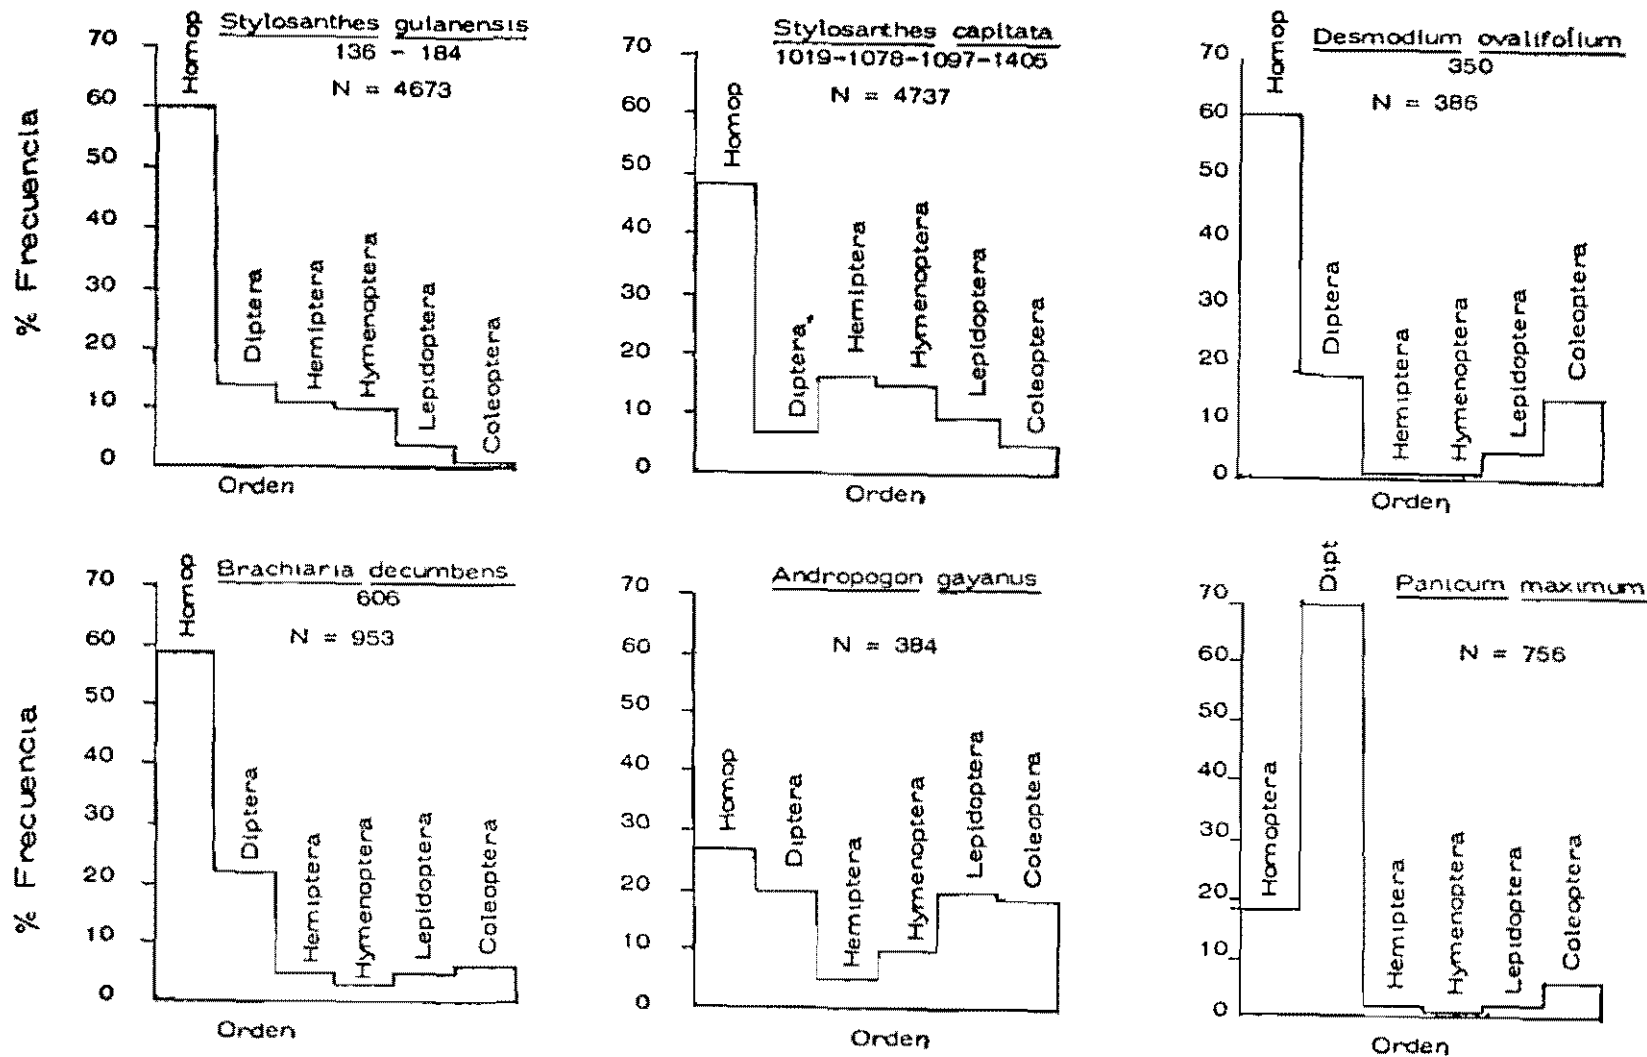 Stylosanthes guianensis
136 - 184
N = 4673
% Frecuencia
70
60
50
40
30
20
10
0
Homop
Diptera
Hemiptera
Hymenoptera
Lepidoptera
Coleoptera
Orden
Stylosanthes capitata
1019-1078-1097-1405
N = 4737
70
60
50
40
30
20
10
0
Homop
Diptera
Hemiptera
Hymenoptera
Lepidoptera
Coleoptera
Orden
Desmodium ovalifolium
350
N = 386
70
60
50
40
30
20
10
0
Homop
Diptera
Hemiptera
Hymenoptera
Lepidoptera
Coleoptera
Orden
Brachiaria decumbens
606
N = 953
% Frecuencia
70
60
50
40
30
20
10
0
Homop
Diptera
Hemiptera
Hymenoptera
Lepidoptera
Coleoptera
Orden
Andropogon gayanus
N = 384
70
60
50
40
30
20
10
0
Homop
Diptera
Hemiptera
Hymenoptera
Lepidoptera
Coleoptera
Orden
Panicum maximum
N = 756
70
60
50
40
30
20
10
0
Homoptera
Dipt
Hemiptera
Hymenoptera
Lepidoptera
Coleoptera
Orden